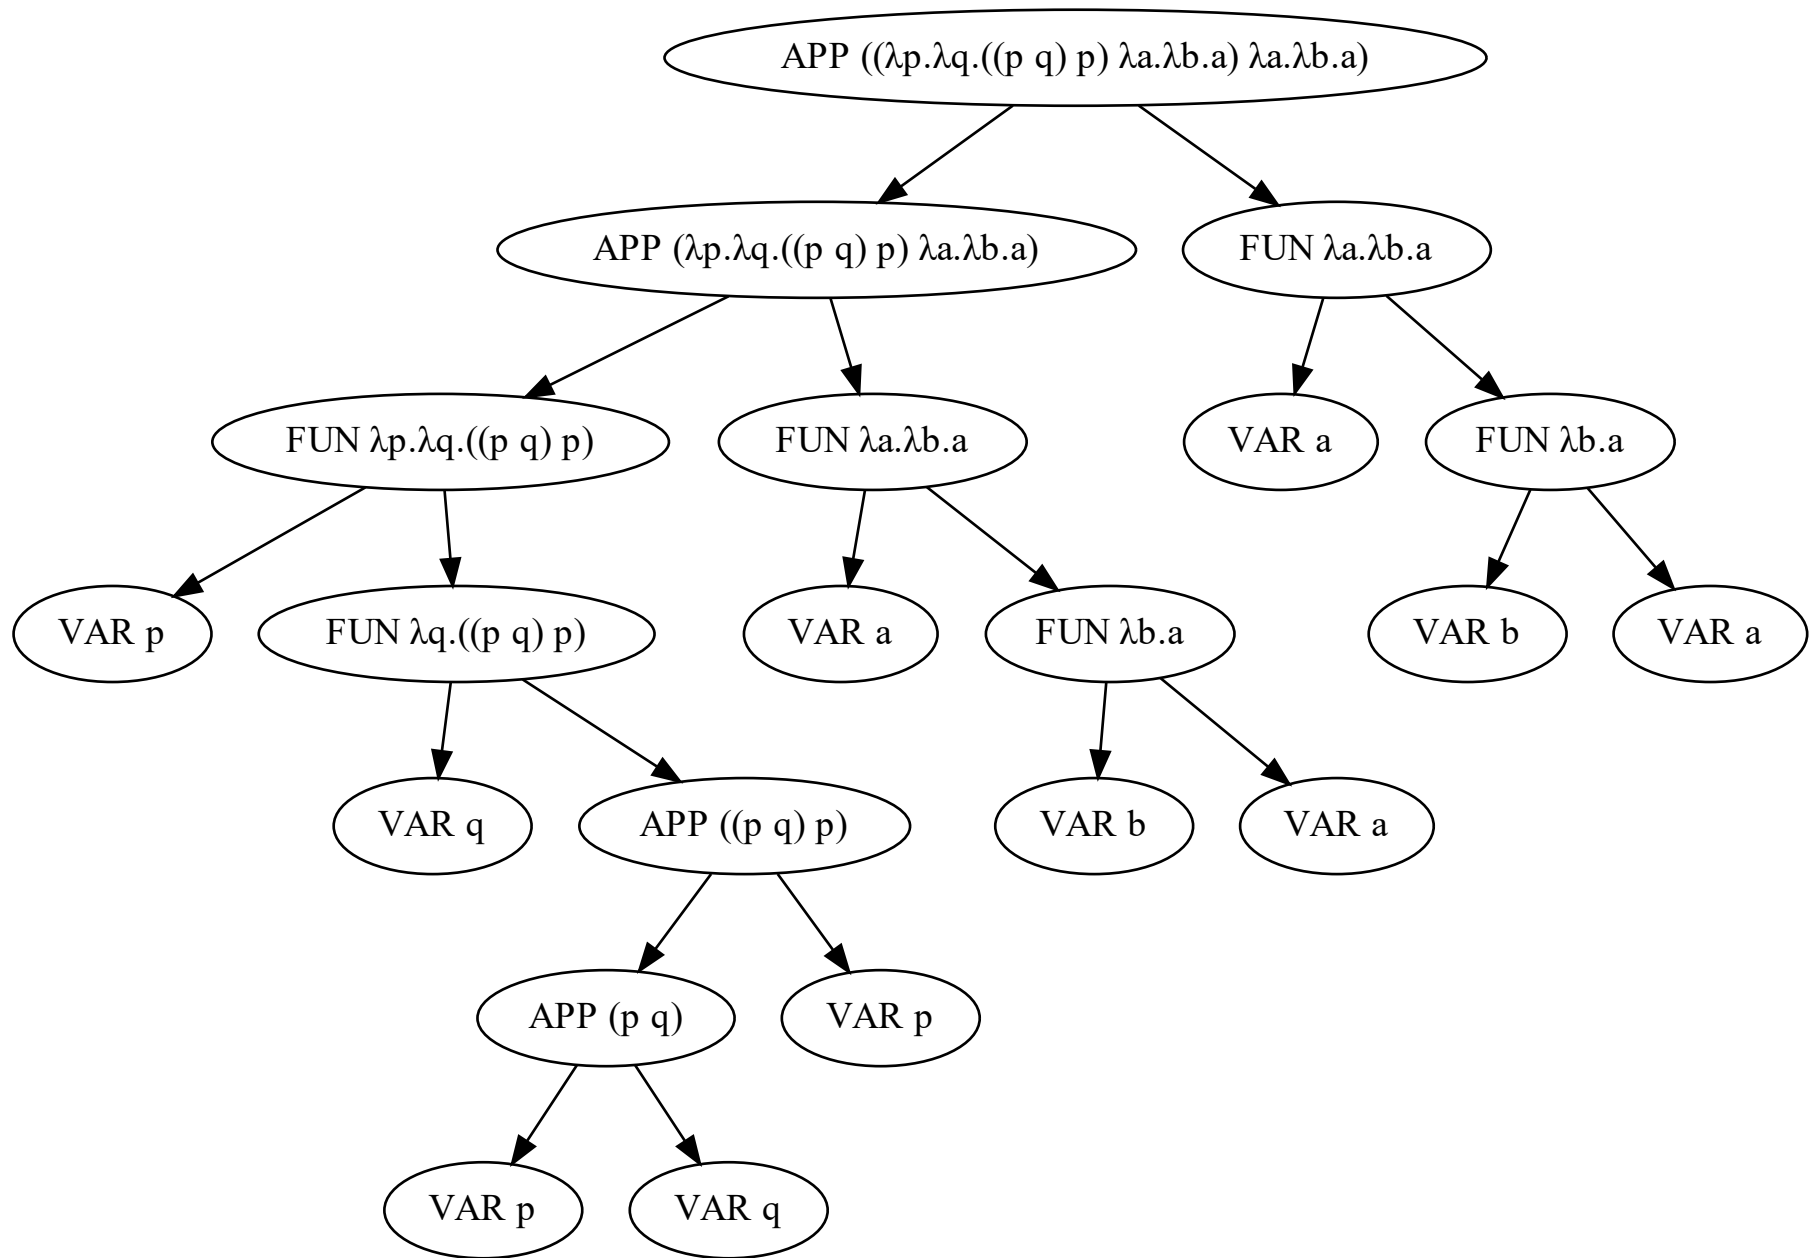 APP ((λp.λq.((p q) p) λa.λb.a) λa.λb.a)
APP (λp.λq.((p q) p) λa.λb.a)
FUN λa.λb.a
FUN λp.λq.((p q) p)
FUN λa.λb.a
VAR a
FUN λb.a
VAR p
FUN λq.((p q) p)
VAR a
FUN λb.a
VAR b
VAR a
VAR q
APP ((p q) p)
VAR b
VAR a
APP (p q)
VAR p
VAR p
VAR q